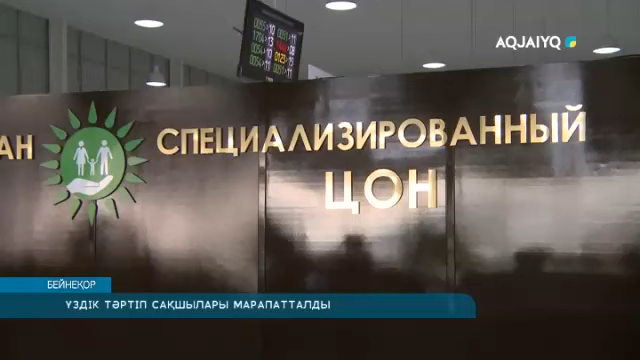 AQJAIYQ
АН
СПЕЦИАЛИЗИРОВАННЫЙ
ЦОН
БЕЙНЕҚОР
ҮЗДІК ТӘРТІП САҚШЫЛАРЫ МАРАПАТТАЛДЫ